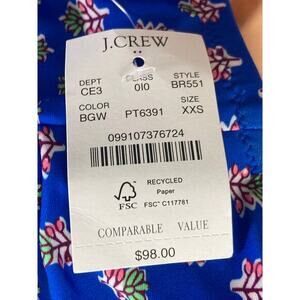 J.CREW
DEPT CLASS STYLE
CE3 010 BR551
COLOR SIZE
BGW PT6391 XXS
099107376724
RECYCLED
Paper
FSC
FSC® C117781
COMPARABLE VALUE
$98.00